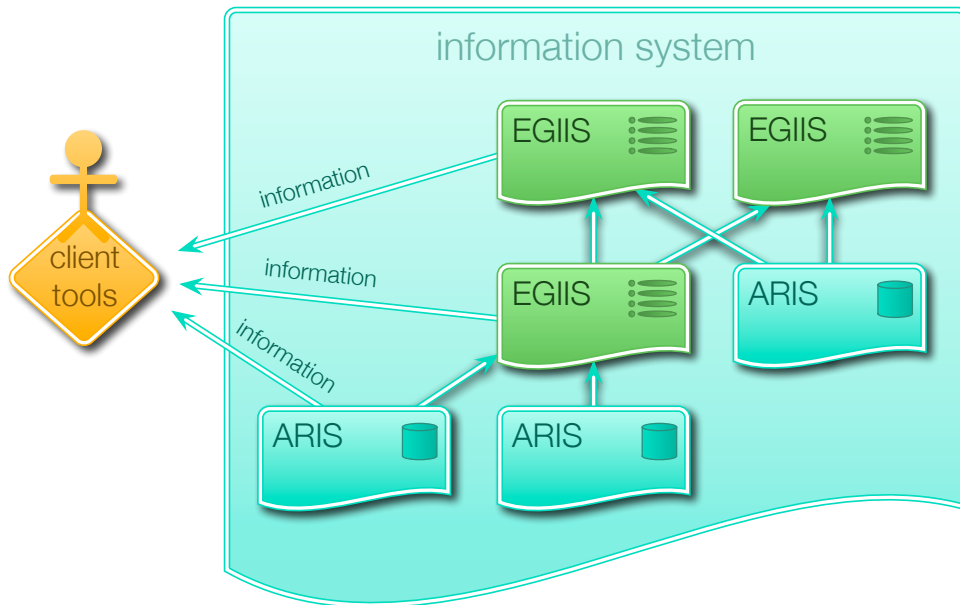 information system
EGIIS
EGIIS
information
client
tools
information
EGIIS
ARIS
information
ARIS
ARIS